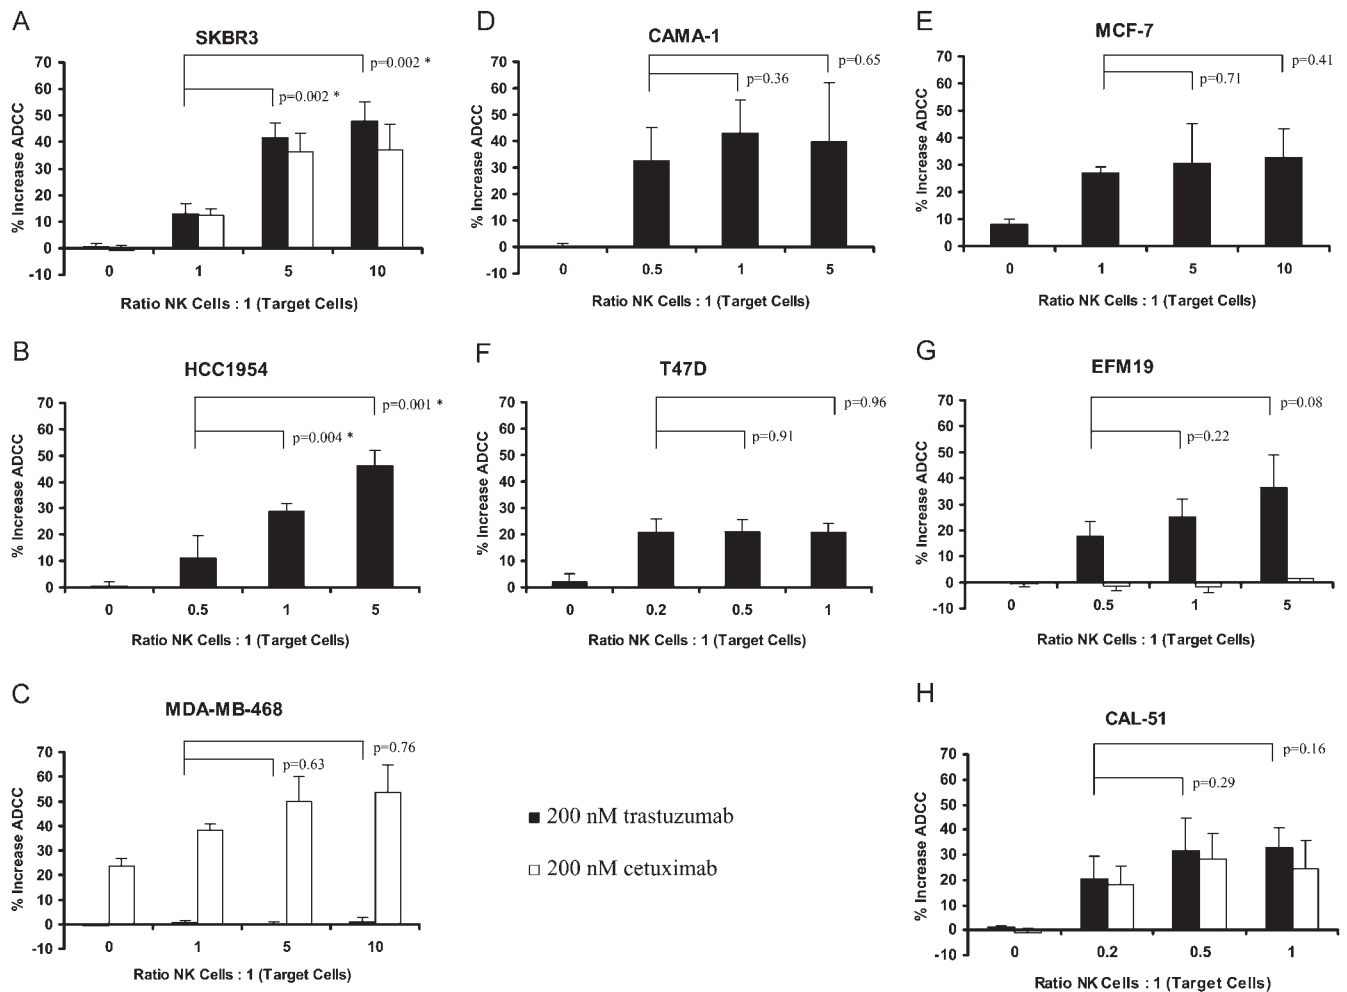 A
SKBR3
% Increase ADCC
70
60
50
40
30
20
10
0
-10
p=0.002 *
p=0.002 *
0 1 5 10
Ratio NK Cells : 1 (Target Cells)
D
CAMA-1
% Increase ADCC
70
60
50
40
30
20
10
0
-10
p=0.65
p=0.36
0 0.5 1 5
Ratio NK Cells : 1 (Target Cells)
E
MCF-7
% Increase ADCC
70
60
50
40
30
20
10
0
p=0.41
p=0.71
0 1 5 10
Ratio NK Cells : 1 (Target Cells)
B
HCC1954
% Increase ADCC
70
60
50
40
30
20
10
0
p=0.001 *
p=0.004 *
0 0.5 1 5
Ratio NK Cells : 1 (Target Cells)
F
T47D
% Increase ADCC
70
60
50
40
30
20
10
0
p=0.96
p=0.91
0 0.2 0.5 1
Ratio NK Cells : 1 (Target Cells)
G
EFM19
% Increase ADCC
70
60
50
40
30
20
10
0
-10
p=0.08
p=0.22
0 0.5 1 5
Ratio NK Cells : 1 (Target Cells)
C
MDA-MB-468
% Increase ADCC
70
60
50
40
30
20
10
0
-10
p=0.76
p=0.63
0 1 5 10
Ratio NK Cells : 1 (Target Cells)
200 nM trastuzumab
200 nM cetuximab
H
CAL-51
% Increase ADCC
70
60
50
40
30
20
10
0
-10
p=0.16
p=0.29
0 0.2 0.5 1
Ratio NK Cells : 1 (Target Cells)